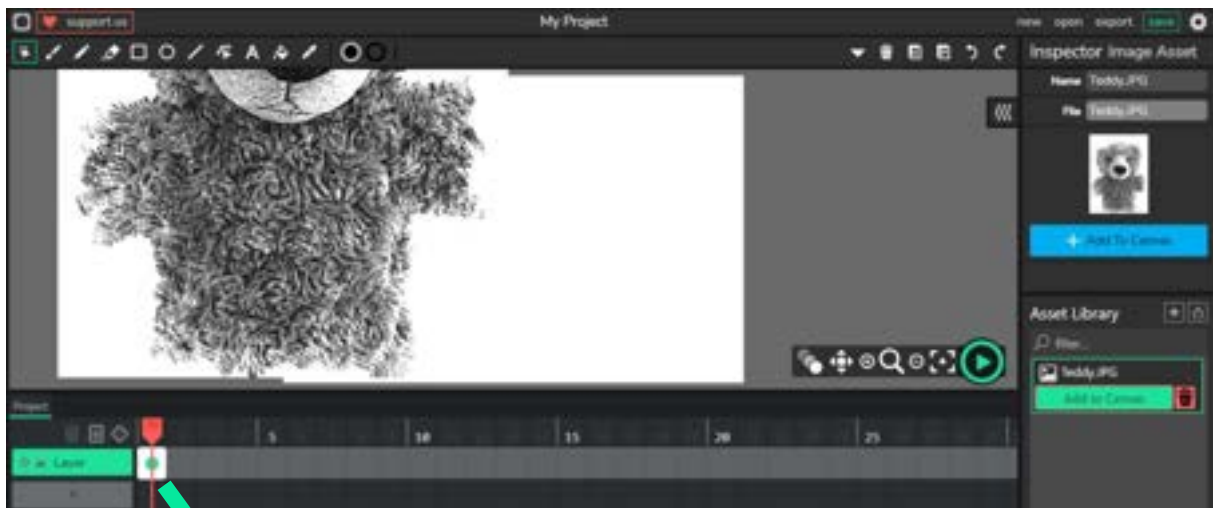 support us
My Project
new open export save
A
Inspector Image Asset
Name Teddy.JPG
File Teddy.JPG
+ Add To Canvas
Asset Library
filter...
Teddy.JPG
Add to Canvas
Project
5 10 15 20 25
Layer